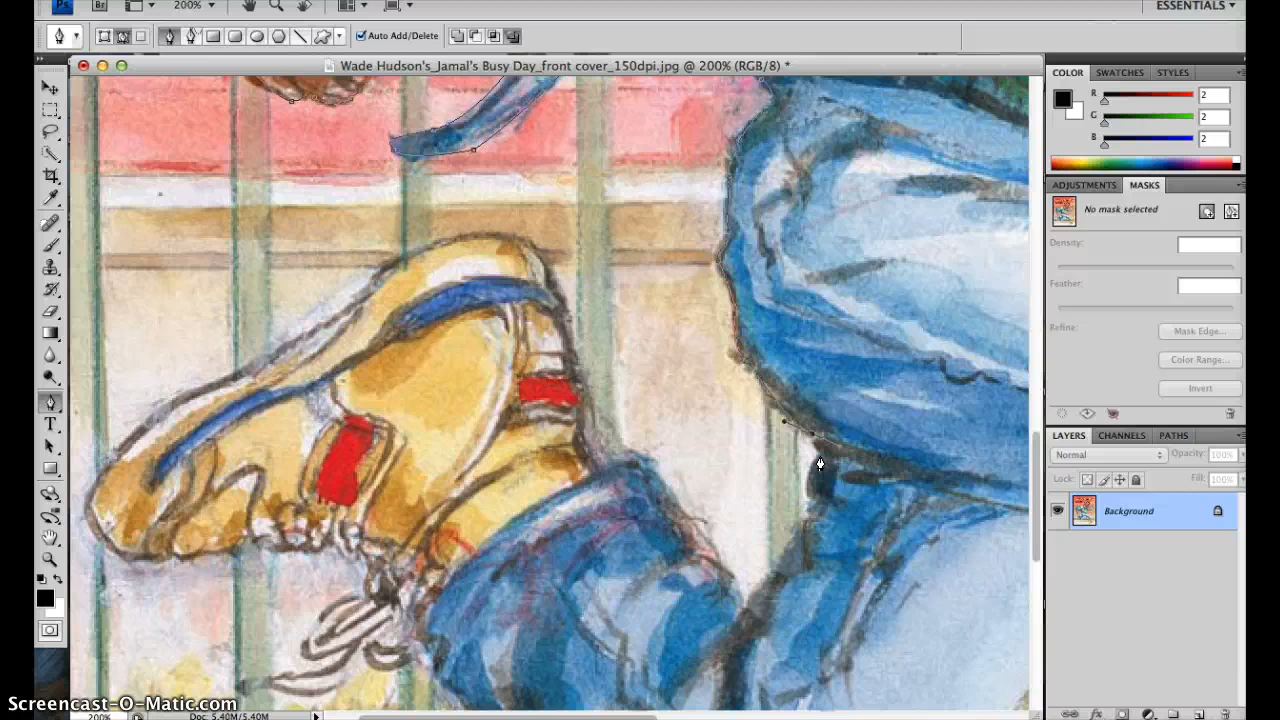 Ps Br 200% ESSENTIALS
Auto Add/Delete
Wade Hudson's_Jamal's Busy Day_front cover_150dpi.jpg @ 200% (RGB/8) *
COLOR SWATCHES STYLES
R 2
G 2
B 2
ADJUSTMENTS MASKS
No mask selected
Density:
Feather:
Refine:
Mask Edge...
Color Range...
Invert
LAYERS CHANNELS PATHS
Normal Opacity: 100%
Lock: Fill: 100%
Background
T
Screencast-O-Matic.com
200% Doc: 5.40M/5.40M
fx